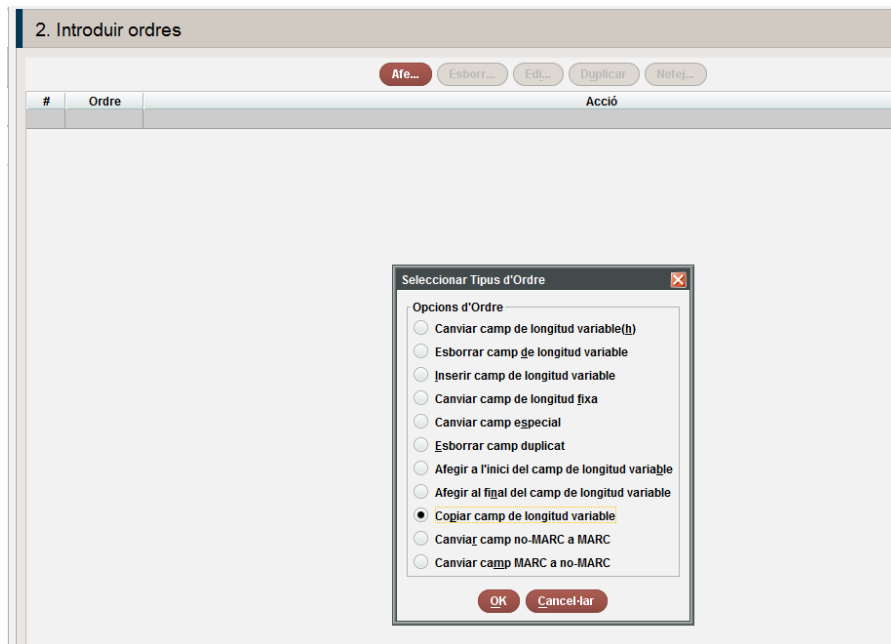 2. Introduir ordres
Afe... Esborr... Edi... Duplicar Netej...
# Ordre Acció
Seleccionar Tipus d'Ordre
Opcions d'Ordre
Canviar camp de longitud variable(h)
Esborrar camp de longitud variable
Inserir camp de longitud variable
Canviar camp de longitud fixa
Canviar camp especial
Esborrar camp duplicat
Afegir a l'inici del camp de longitud variable
Afegir al final del camp de longitud variable
Copiar camp de longitud variable
Canviar camp no-MARC a MARC
Canviar camp MARC a no-MARC
OK Cancel·lar